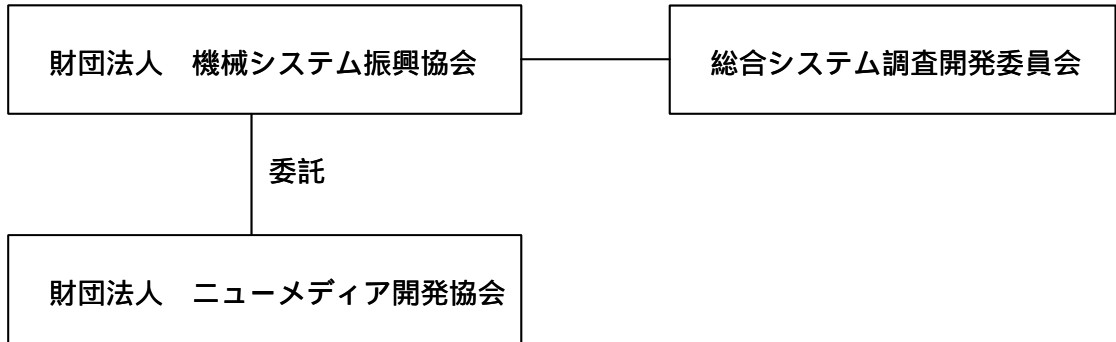 財団法人　機械システム振興協会
総合システム調査開発委員会
委託
財団法人　ニューメディア開発協会